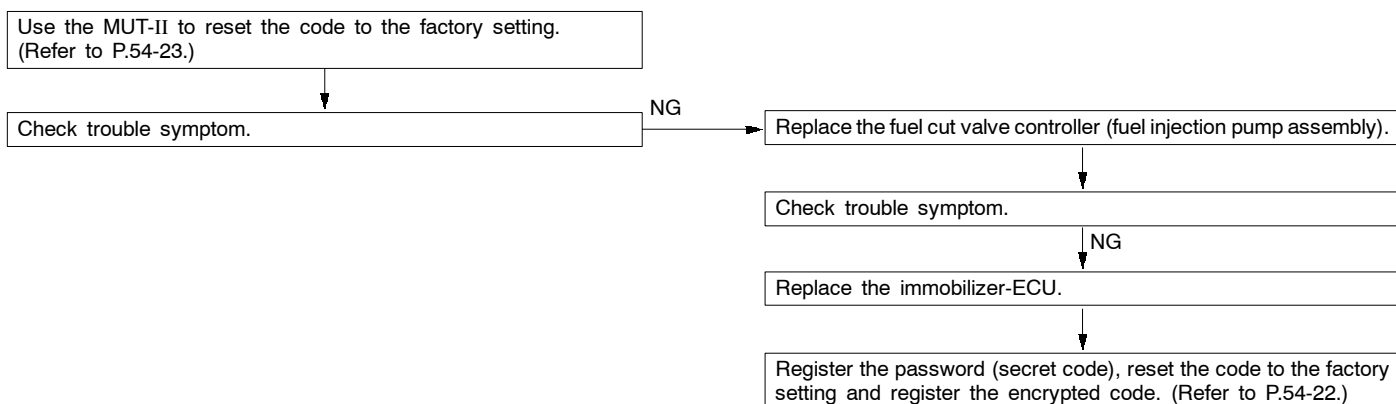 Use the MUT-II to reset the code to the factory setting.
(Refer to P.54-23.)
Check trouble symptom.
NG
Replace the fuel cut valve controller (fuel injection pump assembly).
Check trouble symptom.
NG
Replace the immobilizer-ECU.
Register the password (secret code), reset the code to the factory
setting and register the encrypted code. (Refer to P.54-22.)